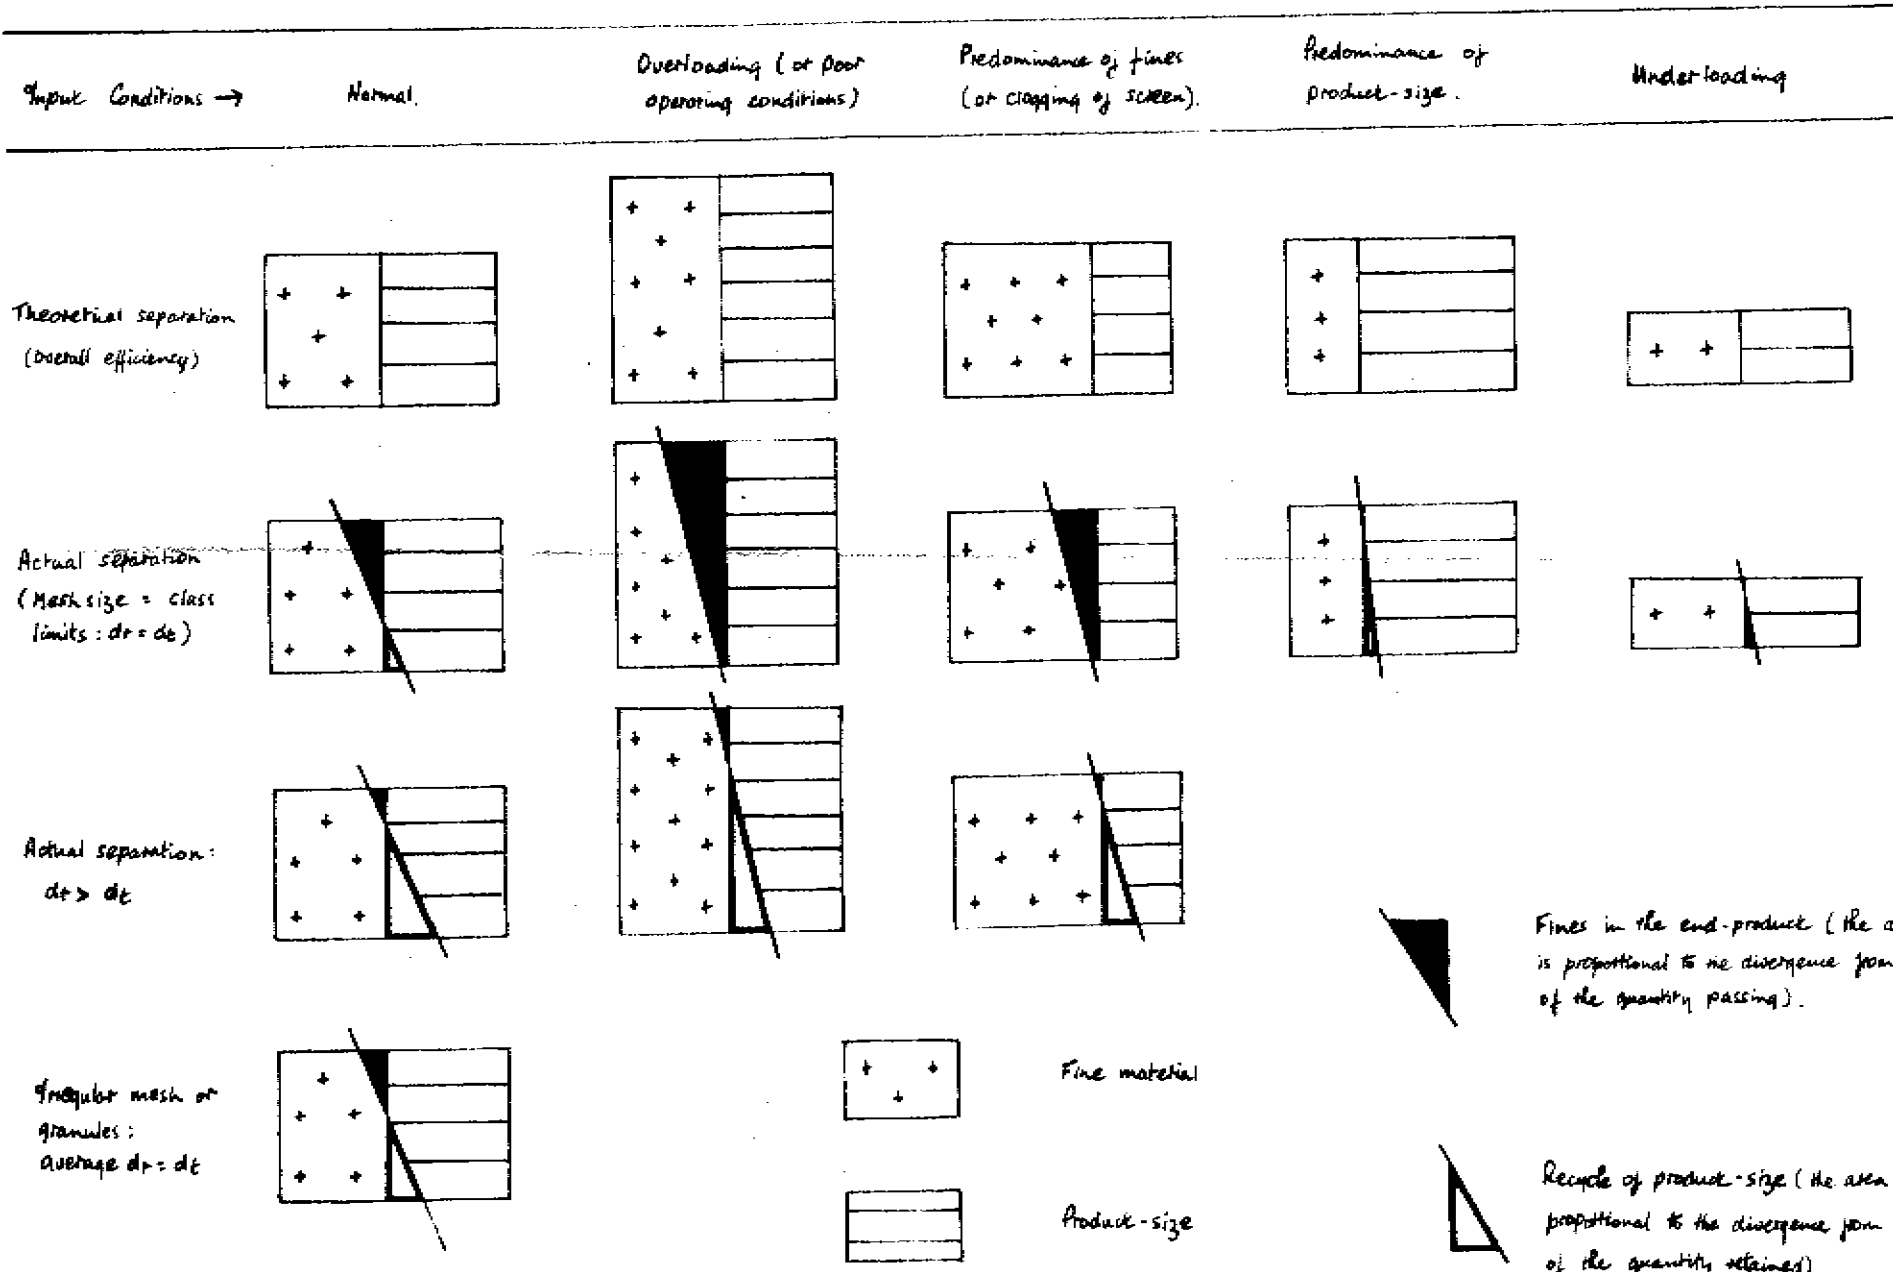 Input Conditions →
Normal.
Overloading (or poor
operating conditions)
Predominance of fines
(or clogging of screen).
Predominance of
product-size.
Underloading
Theoretical separation
(Overall efficiency)
Actual separation
(Mesh size = class
limits : dr = dt)
Actual separation:
dr > dt
Irregular mesh or
granules:
average dr = dt
Fine material
Product-size
Fines in the end-product (the a
is proportional to the divergence from
of the quantity passing).
Recycle of product-size (the area
proportional to the divergence from
of the quantity retained)